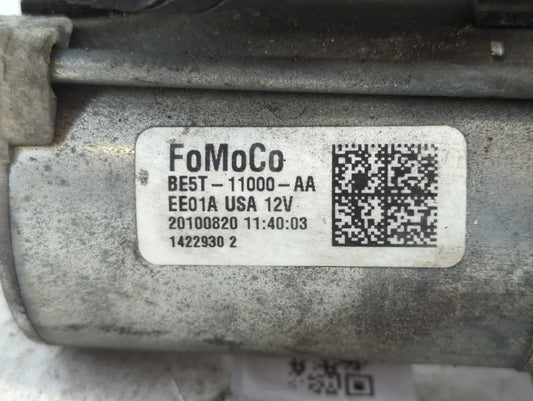 FoMoCo
BE5T-11000-AA
EE01A USA 12V
20100820 11:40:03
1422930 2